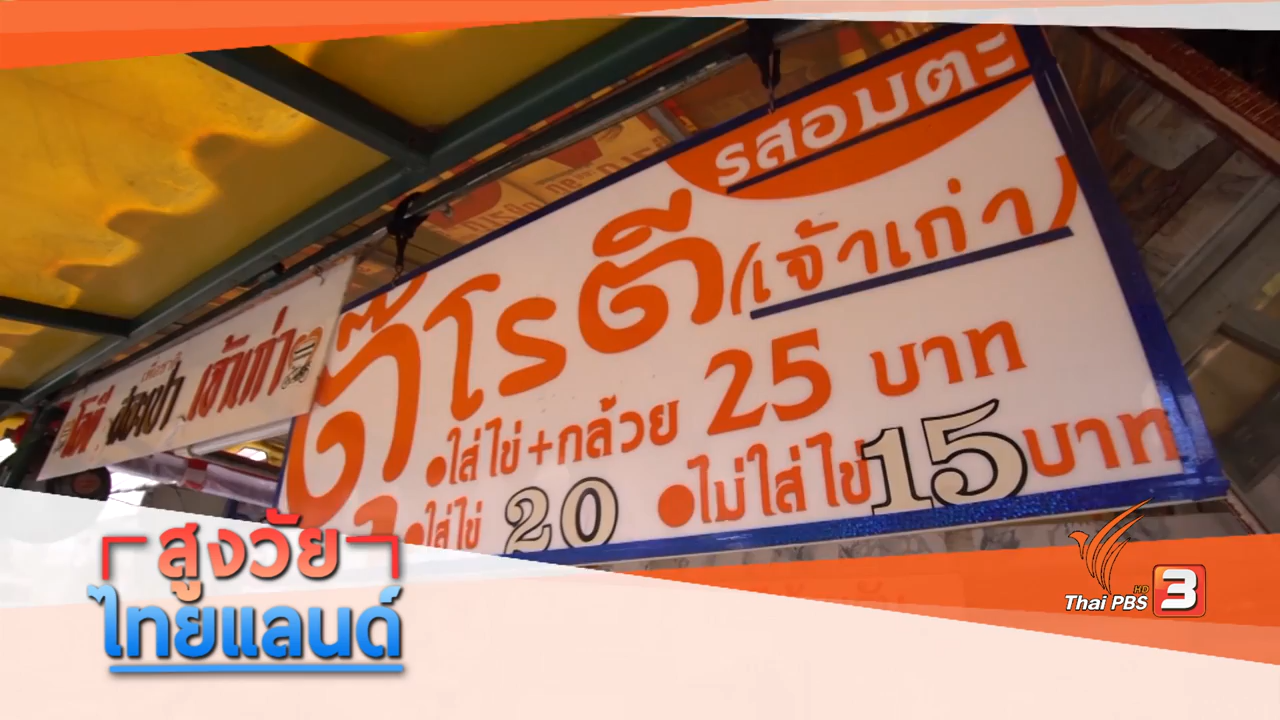 รสอมตะ
ตุ๊โรตี (เจ้าเก่า)
•ใส่ไข่+กล้วย 25 บาท
•ใส่ไข่ 20 •ไม่ใส่ไข่ 15 บาท
เจ้าเก่า
สูงวัย
ไทยแลนด์
Thai PBS HD 3